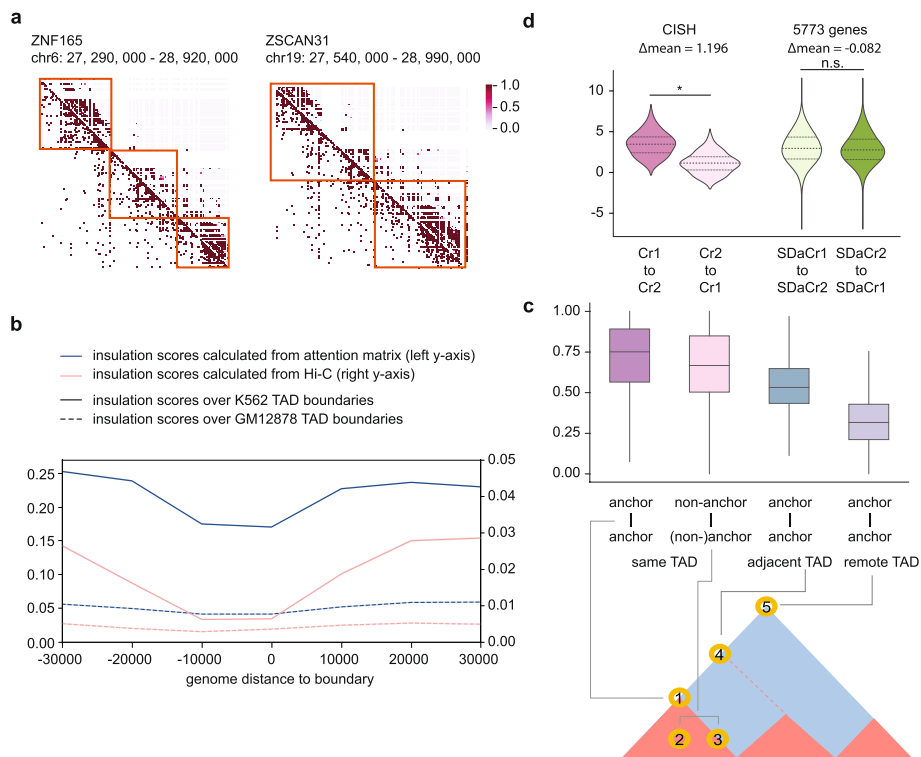 a
ZNF165
chr6: 27, 290, 000 - 28, 920, 000
ZSCAN31
chr19: 27, 540, 000 - 28, 990, 000
1.0
0.5
0.0
b
insulation scores calculated from attention matrix (left y-axis)
insulation scores calculated from Hi-C (right y-axis)
insulation scores over K562 TAD boundaries
insulation scores over GM12878 TAD boundaries
0.25
0.20
0.15
0.10
0.05
0.00
0.05
0.04
0.03
0.02
0.01
0.00
-30000 -20000 -10000 0 10000 20000 30000
genome distance to boundary
d
CISH
Δmean = 1.196
5773 genes
Δmean = -0.082
n.s.
*
10
5
0
-5
Cr1
to
Cr2
Cr2
to
Cr1
SDaCr1
to
SDaCr2
SDaCr2
to
SDaCr1
c
1.00
0.75
0.50
0.25
0.00
anchor non-anchor anchor anchor
anchor (non-)anchor anchor anchor
same TAD adjacent TAD remote TAD
5
4
1
2 3